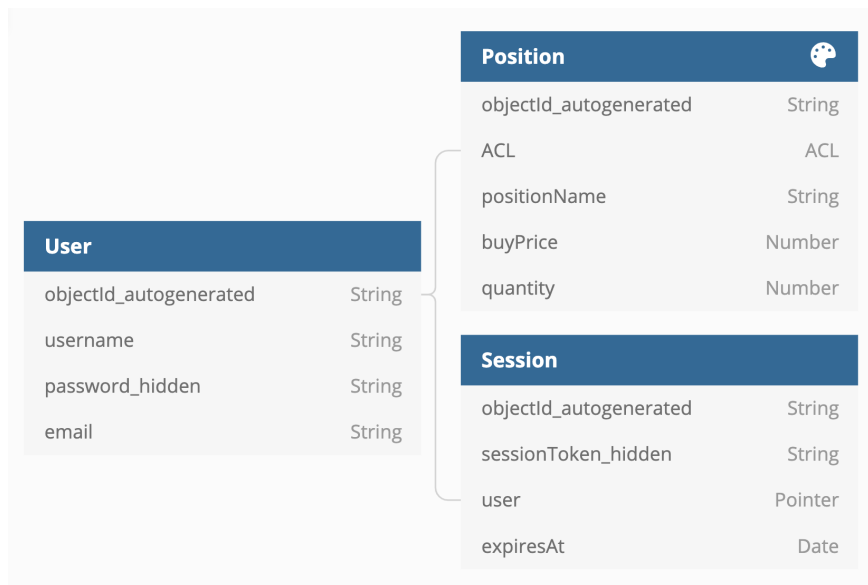 User
objectId_autogenerated String
username String
password_hidden String
email String
Position
objectId_autogenerated String
ACL ACL
positionName String
buyPrice Number
quantity Number
Session
objectId_autogenerated String
sessionToken_hidden String
user Pointer
expiresAt Date